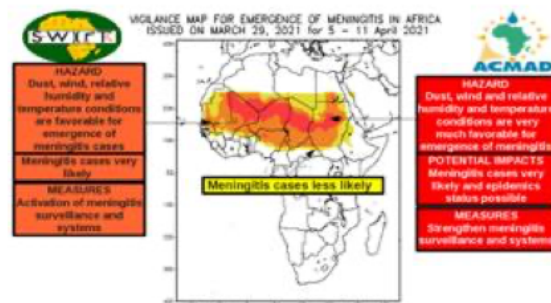 VIGILANCE MAP FOR EMERGENCE OF MENINGITIS IN AFRICA
ISSUED ON MARCH 29, 2021 for 5 - 11 April 2021
SWIFT
HAZARD
Dust, wind, relative
humidity and
temperature conditions
are favorable for
emergence of
meningitis cases
Meningitis cases very
likely
MEASURES
Activation of meningitis
surveillance and
systems
Meningitis cases less likely
ACMAD
HAZARD
Dust, wind and relative
humidity and temperature
conditions are very
much favorable for
emergence of meningitis
POTENTIAL IMPACTS
Meningitis cases very
likely and epidemics
status possible
MEASURES
Strengthen meningitis
surveillance and systems